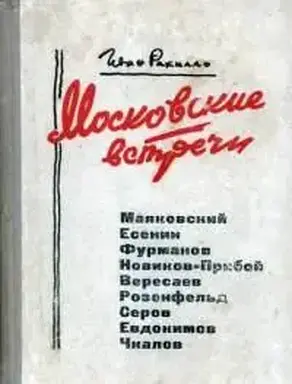 Иван Рахилло
Московские
встречи
Маяковский
Есенин
Фурманов
Новиков-Прибой
Вересаев
Розенфельд
Серов
Евдокимов
Чкалов